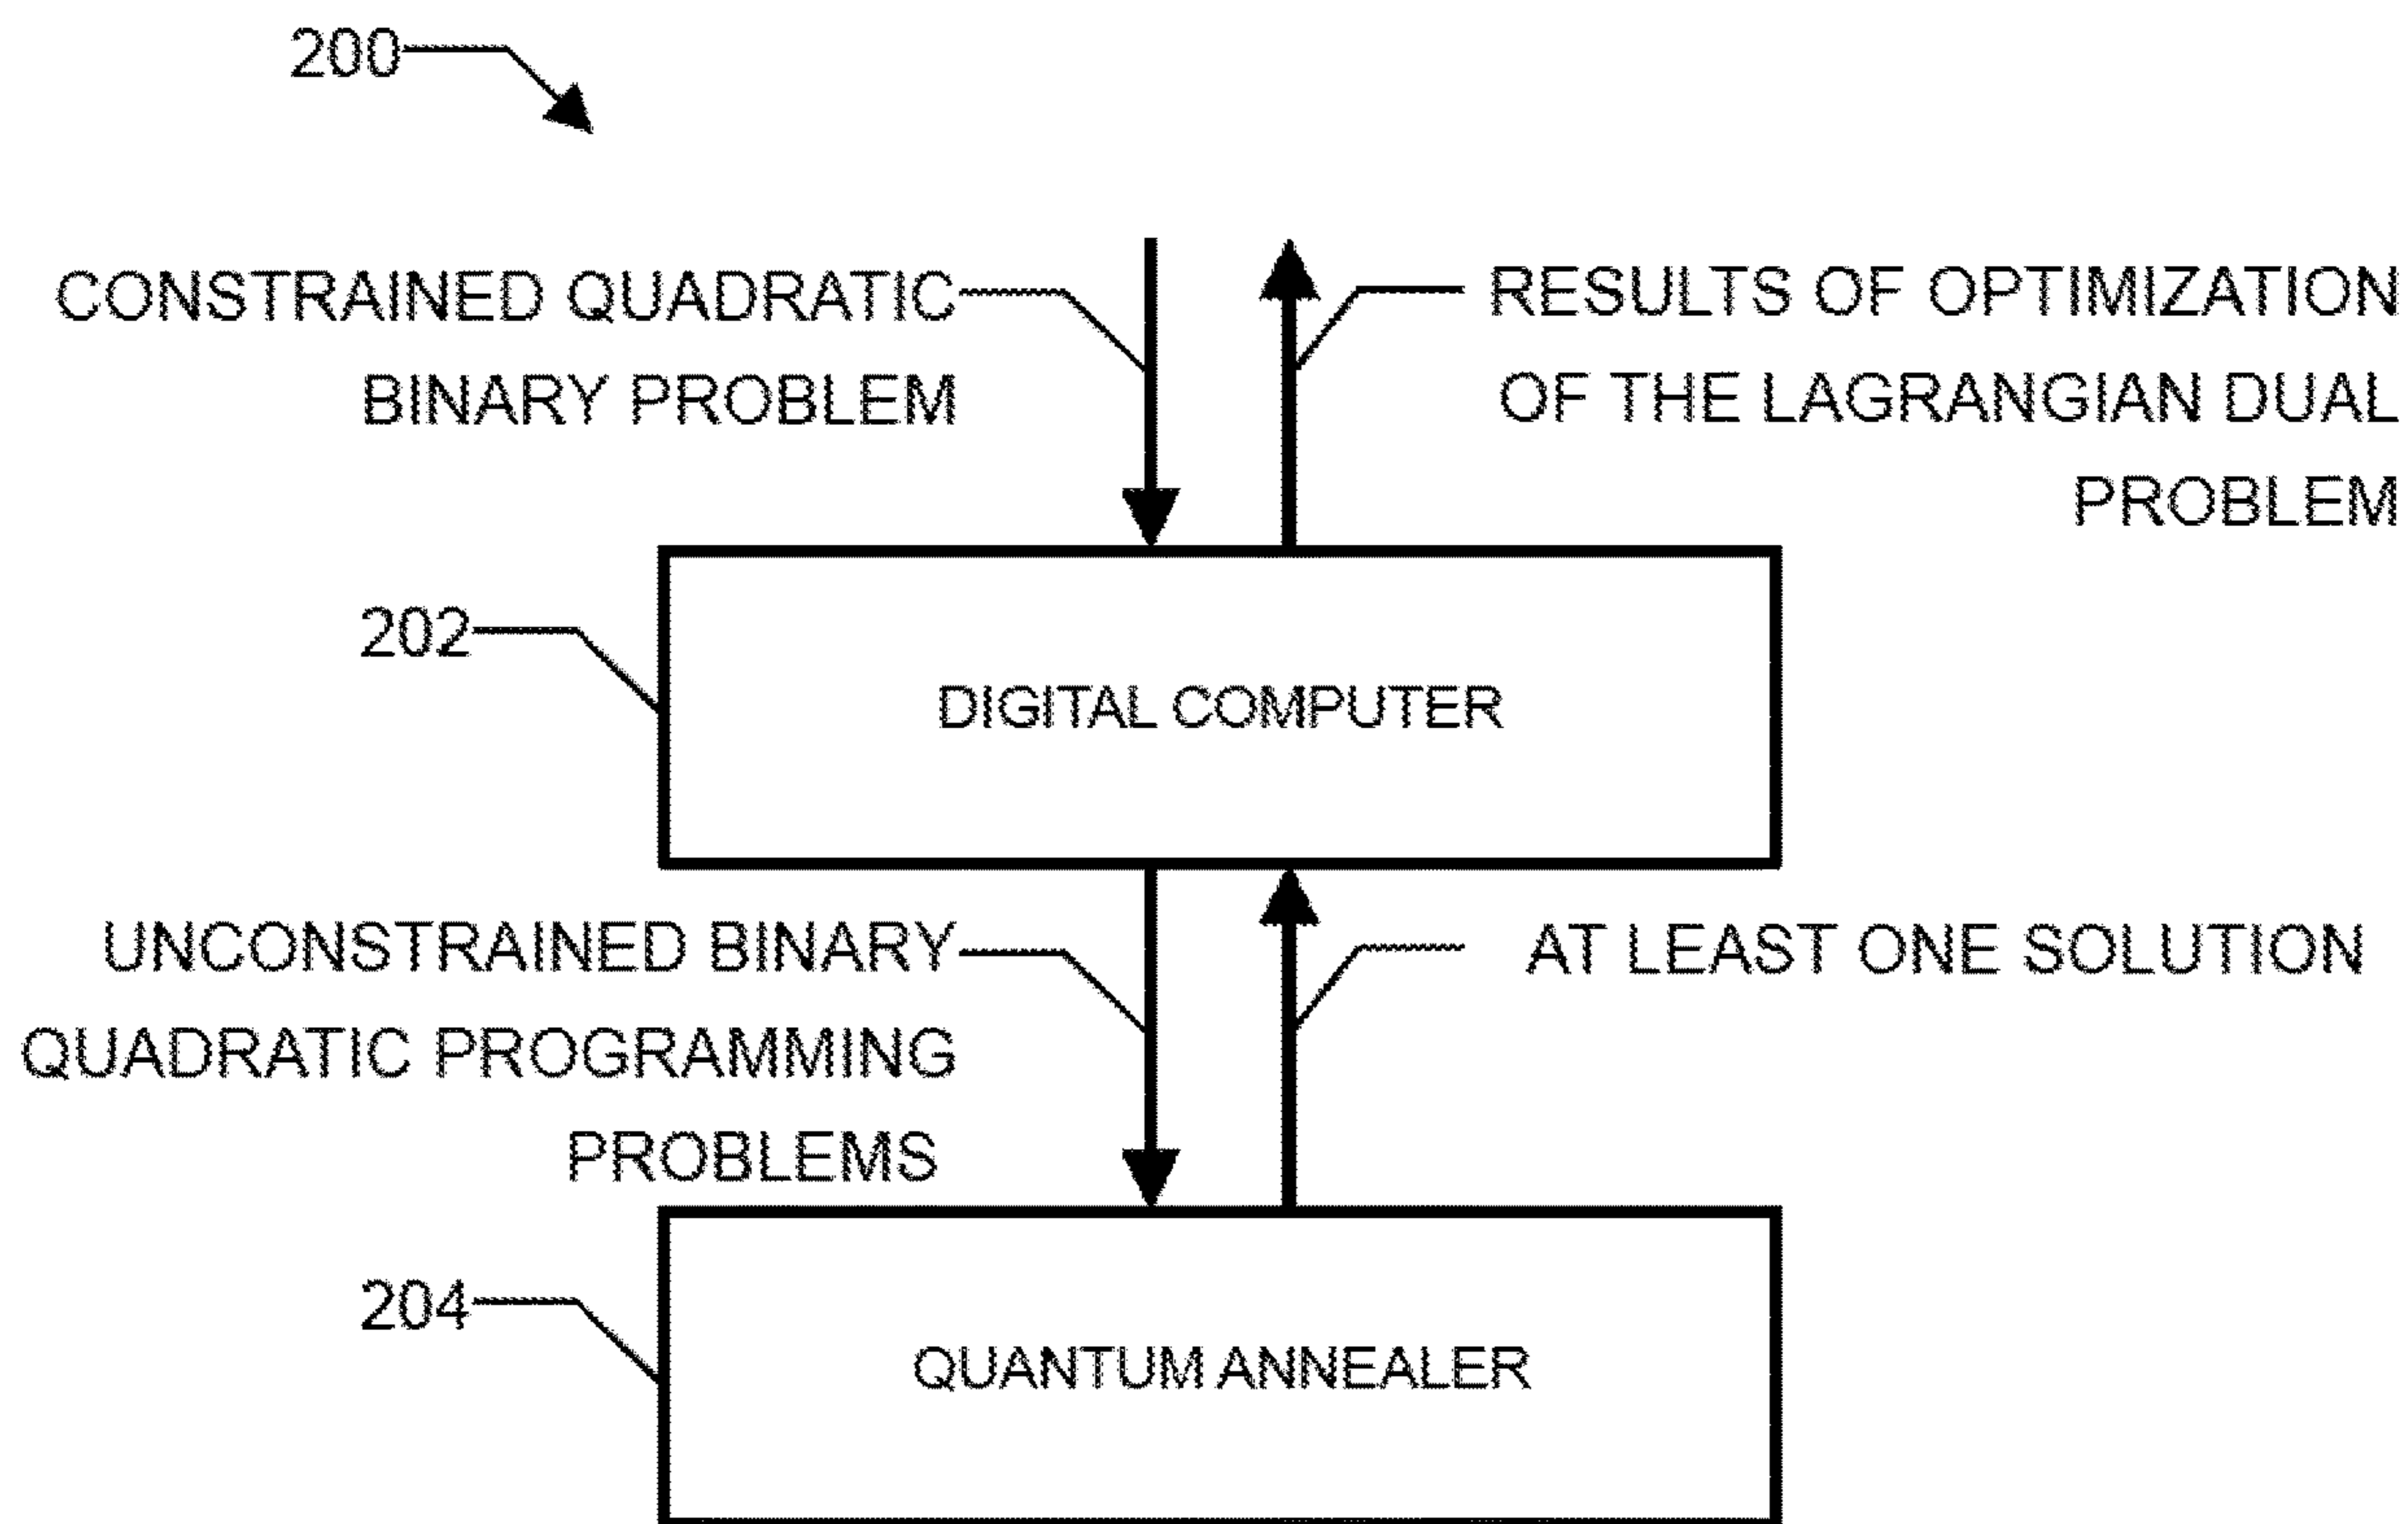 200
CONSTRAINED QUADRATIC
BINARY PROBLEM
RESULTS OF OPTIMIZATION
OF THE LAGRANGIAN DUAL
PROBLEM
202
DIGITAL COMPUTER
UNCONSTRAINED BINARY
QUADRATIC PROGRAMMING
PROBLEMS
AT LEAST ONE SOLUTION
204
QUANTUM ANNEALER